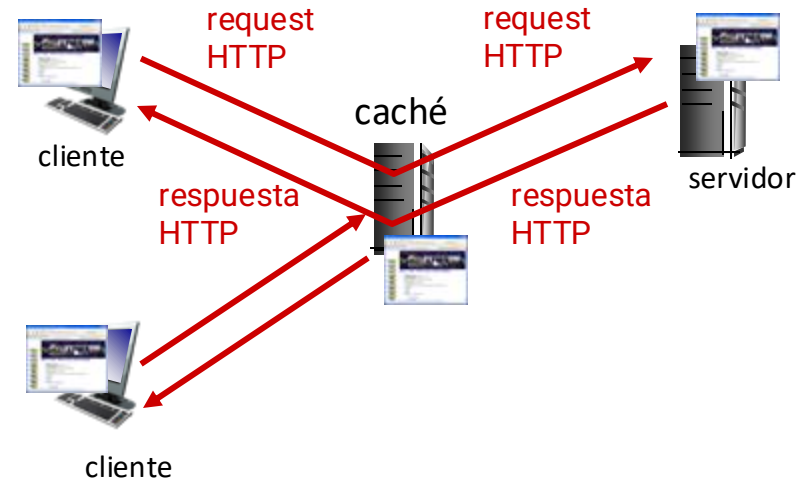 request
HTTP
request
HTTP
caché
cliente
servidor
respuesta
HTTP
respuesta
HTTP
cliente